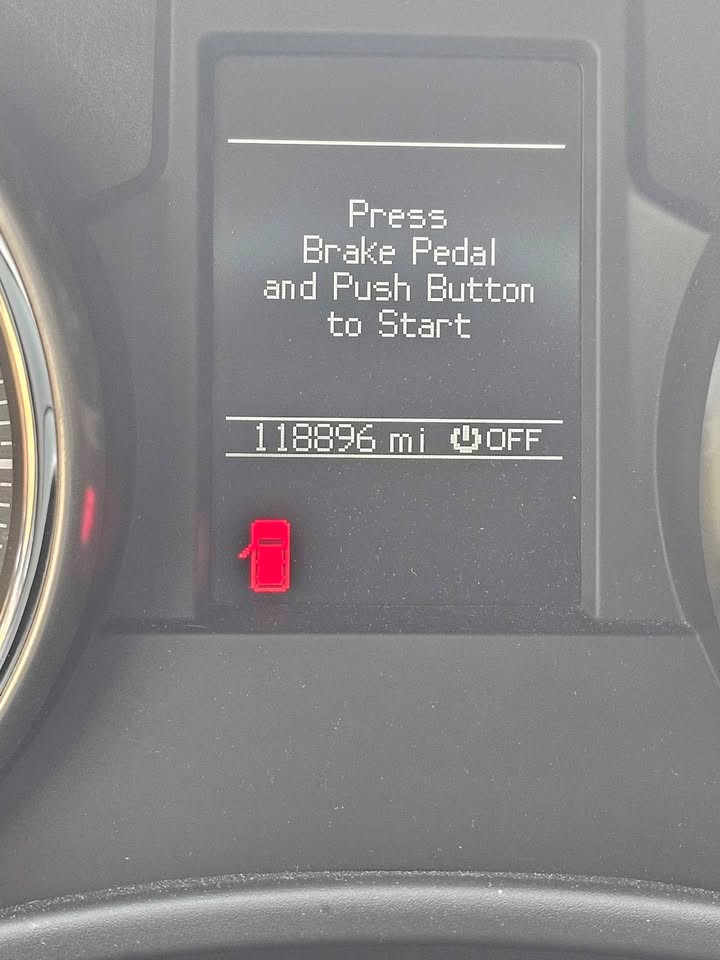 Press
Brake Pedal
and Push Button
to Start
118896 mi OFF